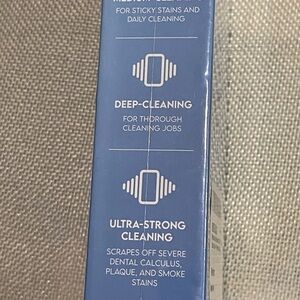 FOR STICKY STAINS AND
DAILY CLEANING
DEEP-CLEANING
FOR THOROUGH
CLEANING JOBS
ULTRA-STRONG
CLEANING
SCRAPES OFF SEVERE
DENTAL CALCULUS,
PLAQUE, AND SMOKE
STAINS